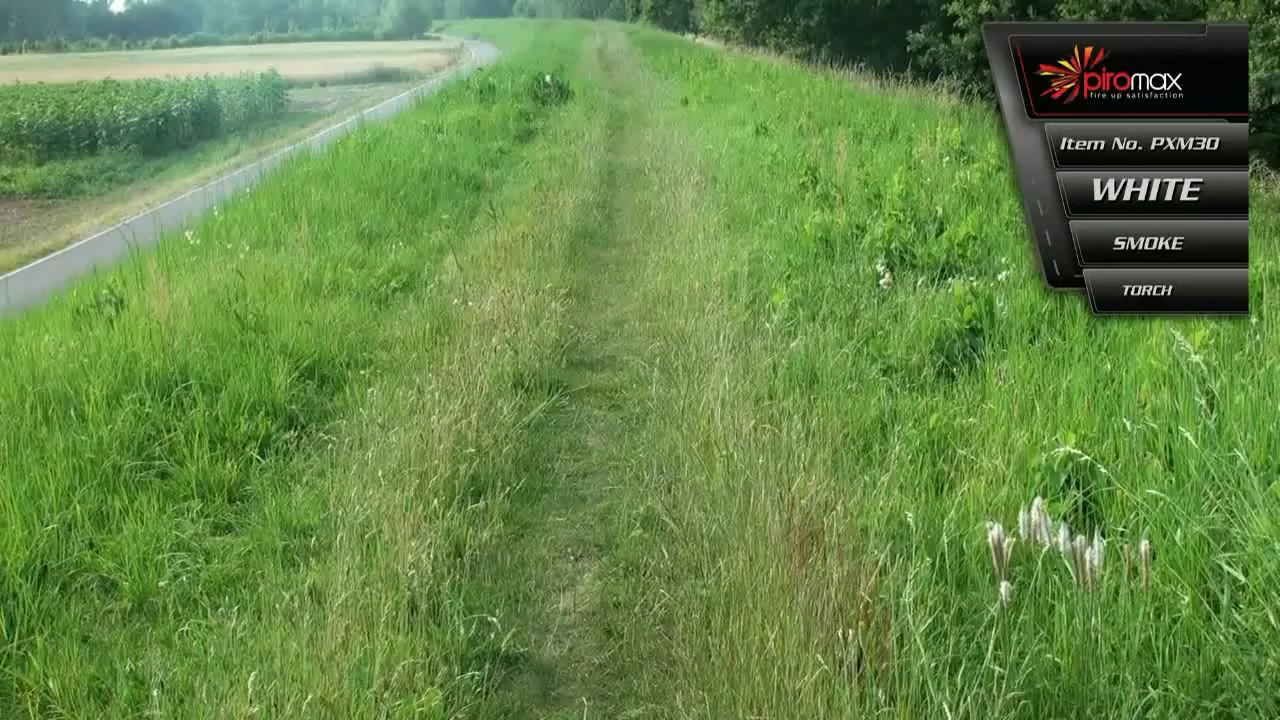 piromax
fire up satisfaction
Item No. PXM30
WHITE
SMOKE
TORCH